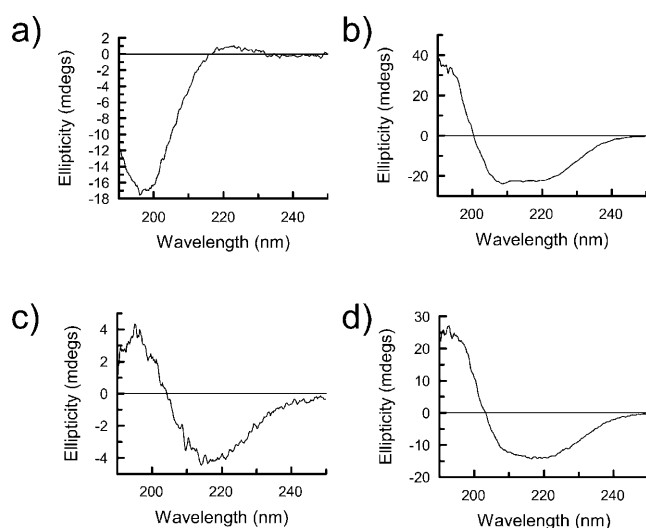 a)
2
0
-2
-4
-6
-8
-10
-12
-14
-16
-18
Ellipticity (mdegs)
200 220 240
Wavelength (nm)
b)
40
20
0
-20
Ellipticity (mdegs)
200 220 240
Wavelength (nm)
c)
4
2
0
-2
-4
Ellipticity (mdegs)
200 220 240
Wavelength (nm)
d)
30
20
10
0
-10
-20
Ellipticity (mdegs)
200 220 240
Wavelength (nm)